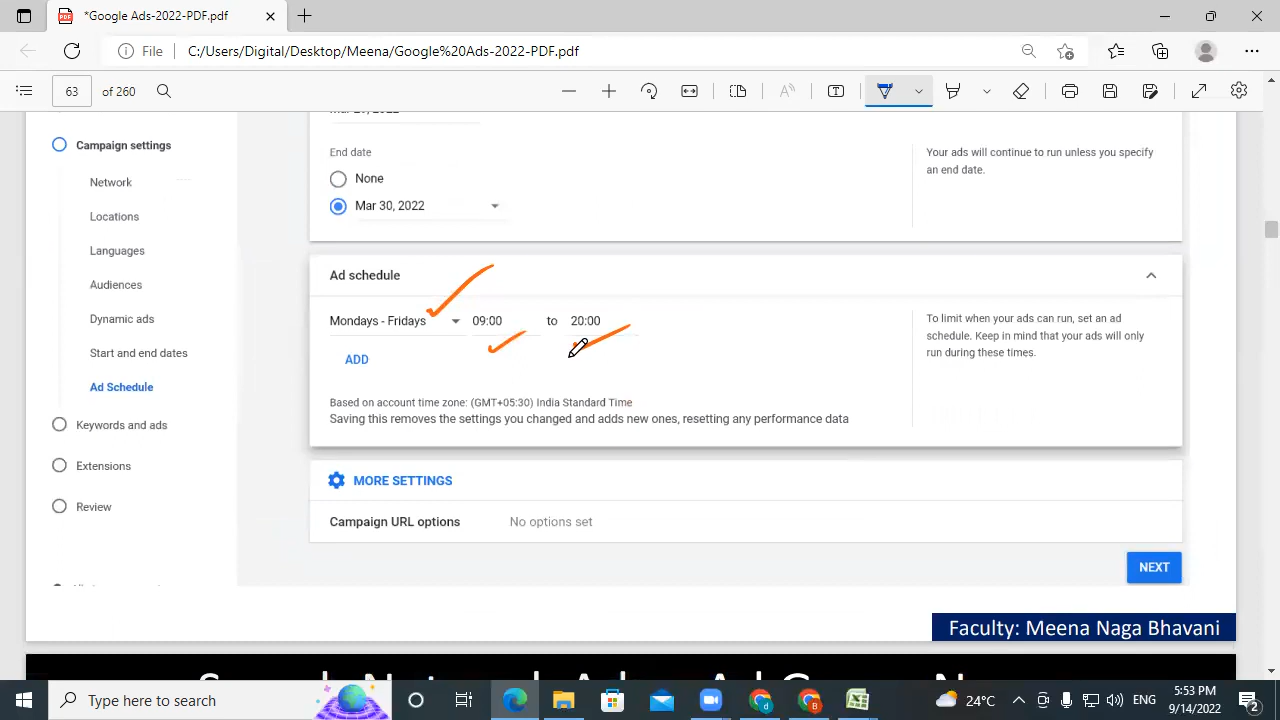 *Google Ads-2022-PDF.pdf
File
C:/Users/Digital/Desktop/Meena/Google%20Ads-2022-PDF.pdf
63 of 260
Campaign settings
Network
Locations
Languages
Audiences
Dynamic ads
Start and end dates
Ad Schedule
Keywords and ads
Extensions
Review
End date
None
Mar 30, 2022
Your ads will continue to run unless you specify
an end date.
Ad schedule
Mondays - Fridays 09:00 to 20:00
ADD
Based on account time zone: (GMT+05:30) India Standard Time
Saving this removes the settings you changed and adds new ones, resetting any performance data
To limit when your ads can run, set an ad
schedule. Keep in mind that your ads will only
run during these times.
MORE SETTINGS
Campaign URL options No options set
NEXT
Faculty: Meena Naga Bhavani
Type here to search
24°C
ENG
5:53 PM
9/14/2022
2